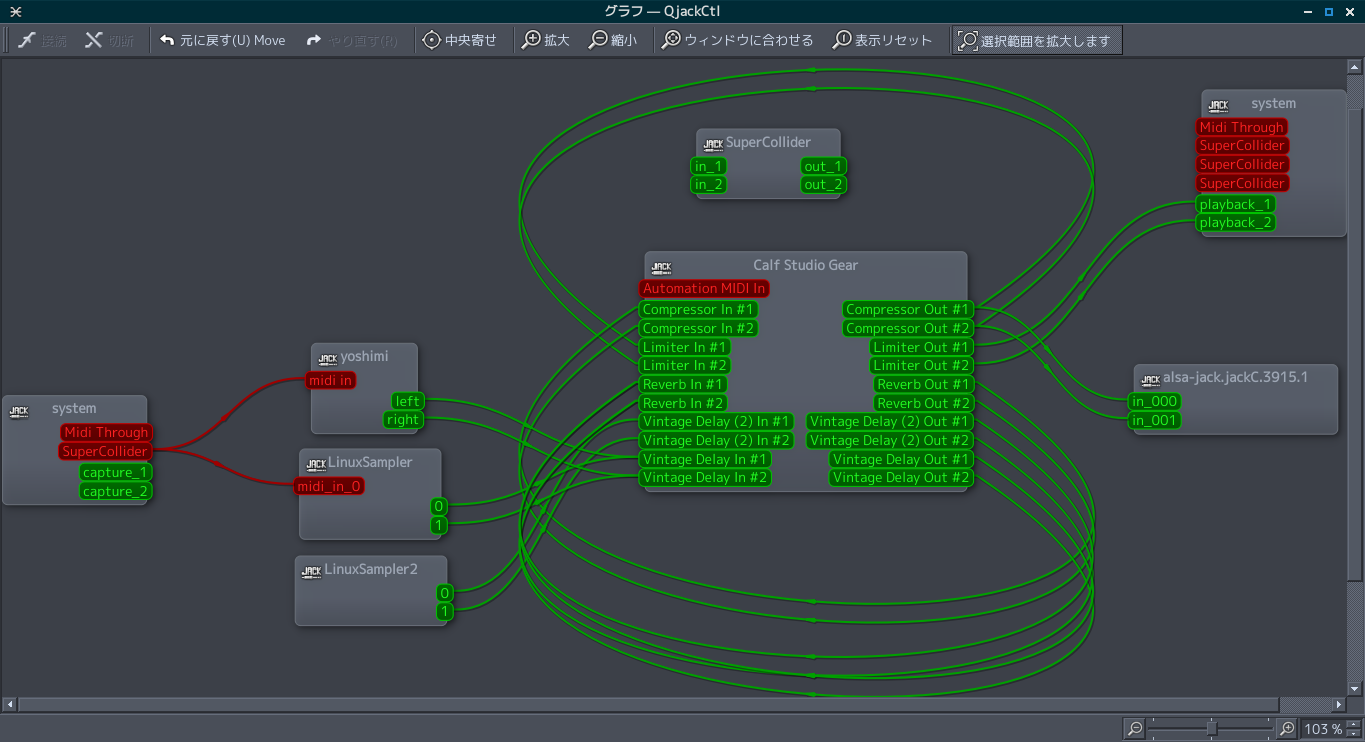 グラフ — QjackCtl
接続
切断
元に戻す(U) Move
やり直す(R)
中央寄せ
拡大
縮小
ウィンドウに合わせる
表示リセット
選択範囲を拡大します
JACK system
Midi Through
SuperCollider
SuperCollider
SuperCollider
playback_1
playback_2
JACK SuperCollider
in_1 out_1
in_2 out_2
JACK Calf Studio Gear
Automation MIDI In
Compressor In #1 Compressor Out #1
Compressor In #2 Compressor Out #2
Limiter In #1 Limiter Out #1
Limiter In #2 Limiter Out #2
Reverb In #1 Reverb Out #1
Reverb In #2 Reverb Out #2
Vintage Delay (2) In #1 Vintage Delay (2) Out #1
Vintage Delay (2) In #2 Vintage Delay (2) Out #2
Vintage Delay In #1 Vintage Delay Out #1
Vintage Delay In #2 Vintage Delay Out #2
JACK yoshimi
midi in
left
right
JACK alsa-jack.jackC.3915.1
in_000
in_001
JACK system
Midi Through
SuperCollider
capture_1
capture_2
JACK LinuxSampler
midi_in_0
0
1
JACK LinuxSampler2
0
1
103 %